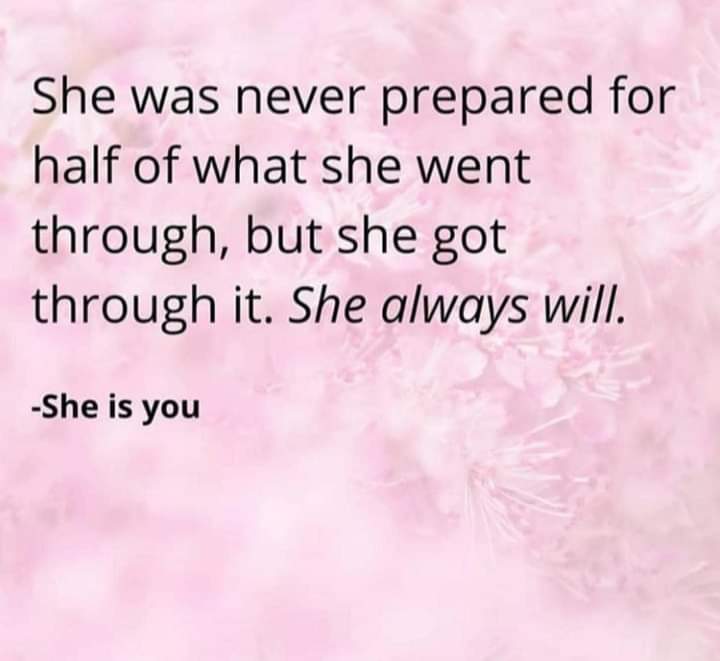 She was never prepared for
half of what she went
through, but she got
through it. She always will.
-She is you